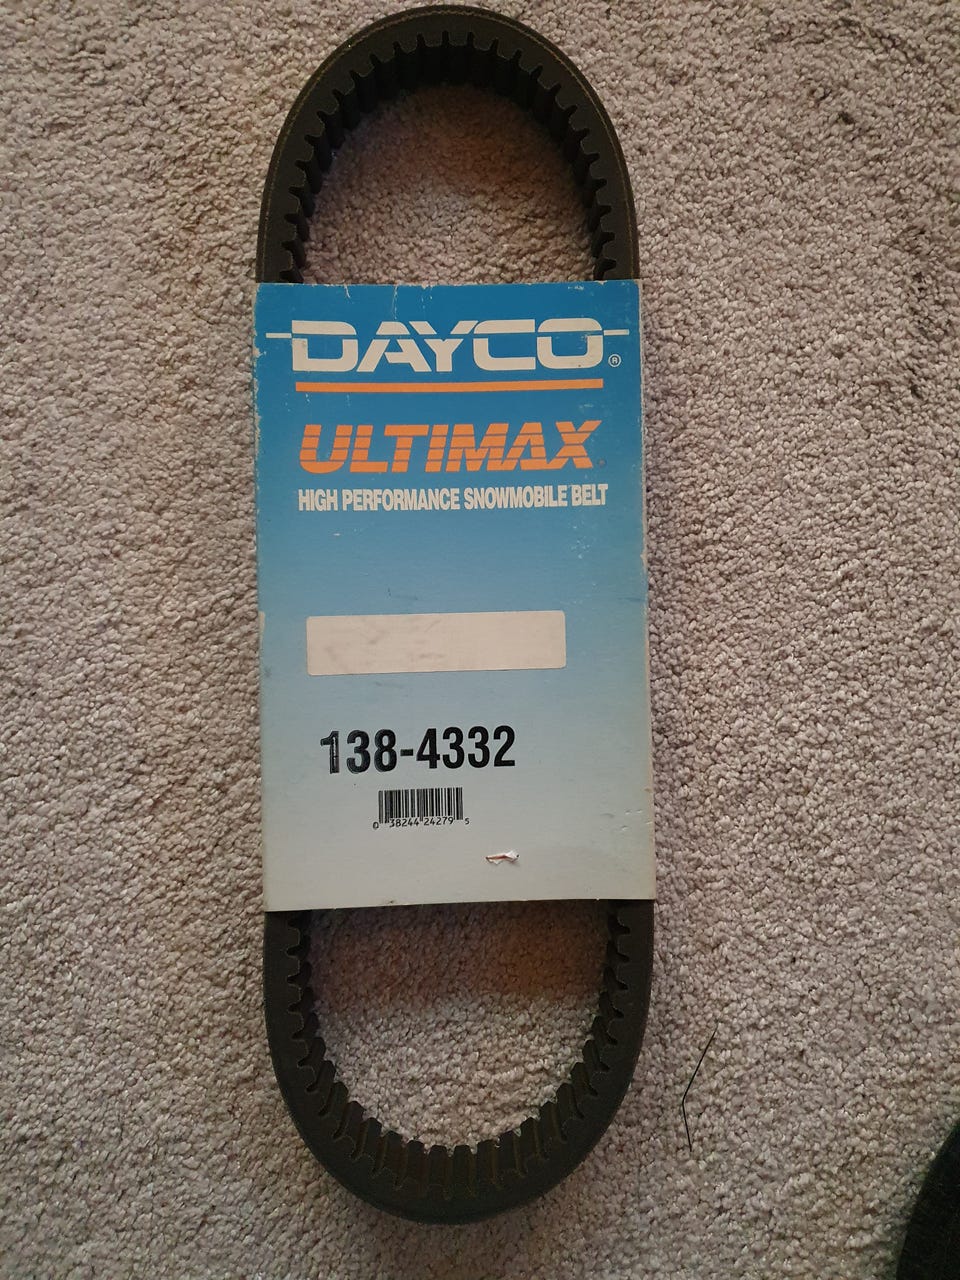 DAYCO®
ULTIMAX
HIGH PERFORMANCE SNOWMOBILE BELT
138-4332
0 38244 24279 5